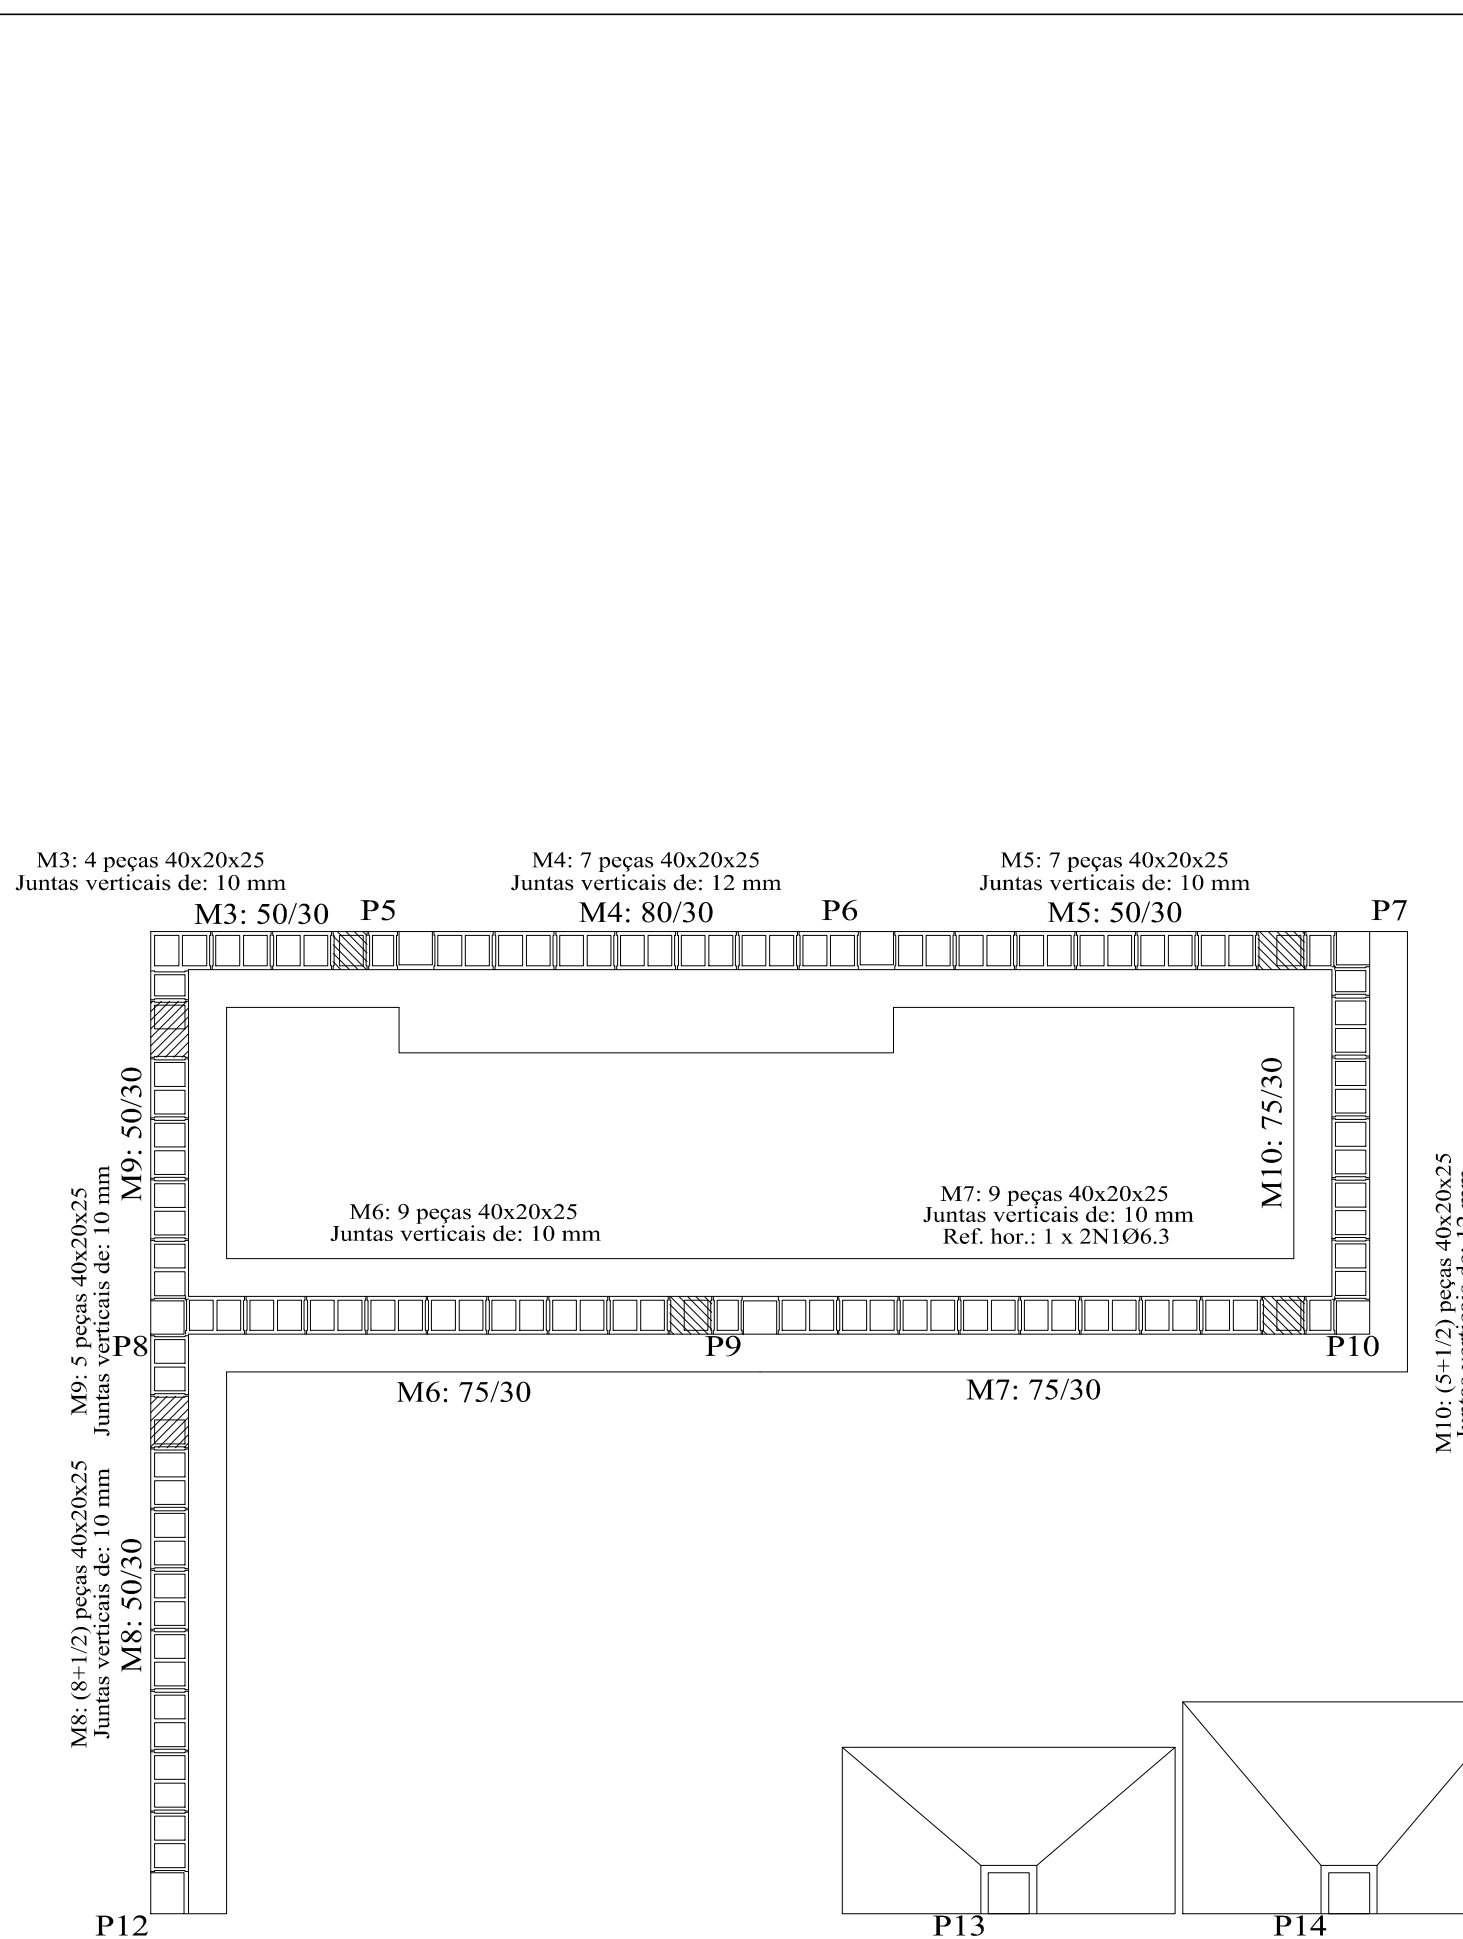 M3: 4 peças 40x20x25
Juntas verticais de: 10 mm
M3: 50/30
P5
M4: 7 peças 40x20x25
Juntas verticais de: 12 mm
M4: 80/30
P6
M5: 7 peças 40x20x25
Juntas verticais de: 10 mm
M5: 50/30
P7
M9: 50/30
M9: 5 peças 40x20x25
Juntas verticais de: 10 mm
M6: 9 peças 40x20x25
Juntas verticais de: 10 mm
M7: 9 peças 40x20x25
Juntas verticais de: 10 mm
Ref. hor.: 1 x 2N1Ø6.3
M10: 75/30
M10: (5+1/2) peças 40x20x25
Juntas verticais de: 12 mm
P8
P9
P10
M6: 75/30
M7: 75/30
M8: (8+1/2) peças 40x20x25
Juntas verticais de: 10 mm
M8: 50/30
P12
P13
P14